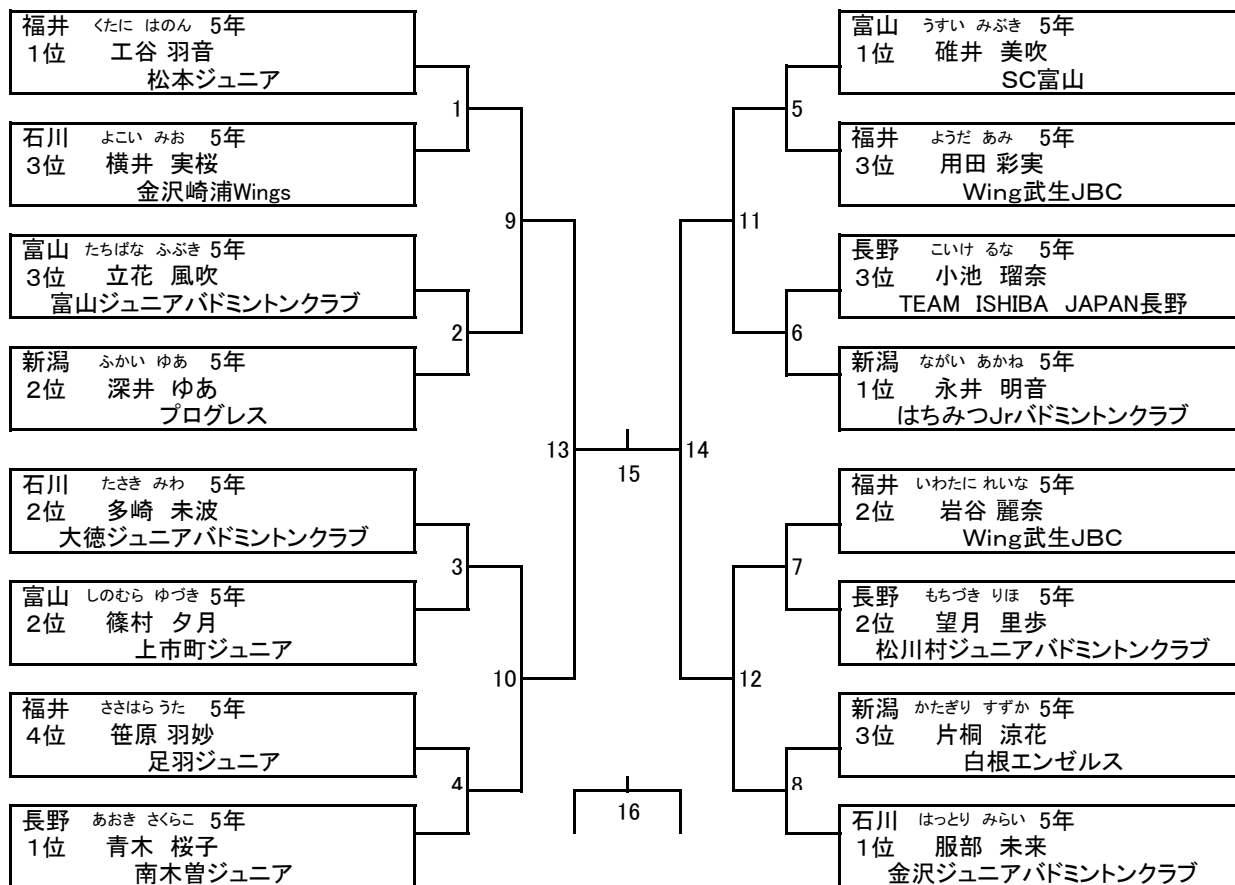 福井 くたに はのん 5年
1位 工谷 羽音
松本ジュニア
石川 よこい みお 5年
3位 横井 実桜
金沢崎浦Wings
富山 たちばな ふぶき 5年
3位 立花 風吹
富山ジュニアバドミントンクラブ
新潟 ふかい ゆあ 5年
2位 深井 ゆあ
プログレス
石川 たさき みわ 5年
2位 多崎 未波
大徳ジュニアバドミントンクラブ
富山 しのむら ゆづき 5年
2位 篠村 夕月
上市町ジュニア
福井 ささはら うた 5年
4位 笹原 羽妙
足羽ジュニア
長野 あおき さくらこ 5年
1位 青木 桜子
南木曽ジュニア
1
2
3
4
9
10
13
15
16
14
11
12
5
6
7
8
富山 うすい みぶき 5年
1位 碓井 美吹
SC富山
福井 ようだ あみ 5年
3位 用田 彩実
Wing武生JBC
長野 こいけ るな 5年
3位 小池 瑠奈
TEAM ISHIBA JAPAN長野
新潟 ながい あかね 5年
1位 永井 明音
はちみつJrバドミントンクラブ
福井 いわたに れいな 5年
2位 岩谷 麗奈
Wing武生JBC
長野 もちづき りほ 5年
2位 望月 里歩
松川村ジュニアバドミントンクラブ
新潟 かたぎり すずか 5年
3位 片桐 涼花
白根エンゼルス
石川 はっとり みらい 5年
1位 服部 未来
金沢ジュニアバドミントンクラブ